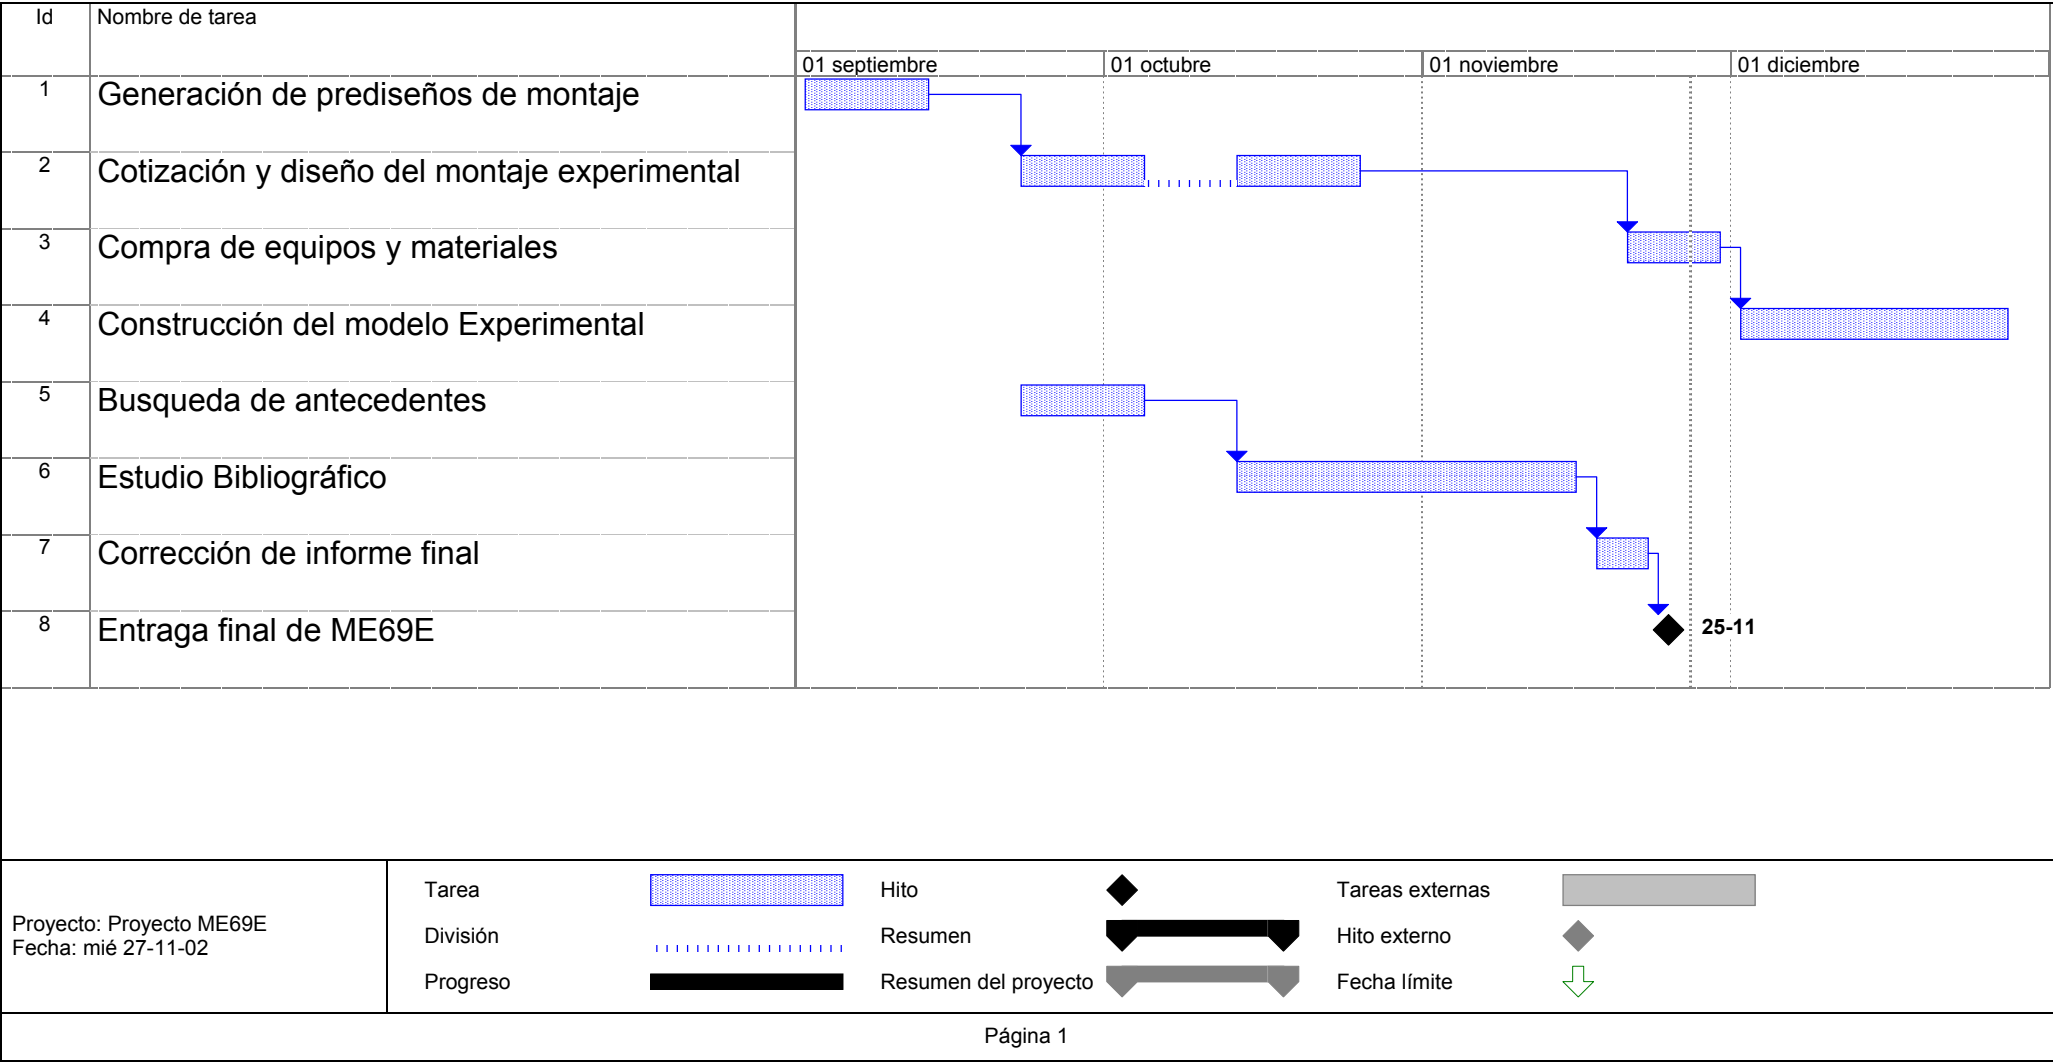 Id Nombre de tarea
01 septiembre 01 octubre 01 noviembre 01 diciembre
1 Generación de prediseños de montaje
2 Cotización y diseño del montaje experimental
3 Compra de equipos y materiales
4 Construcción del modelo Experimental
5 Busqueda de antecedentes
6 Estudio Bibliográfico
7 Corrección de informe final
8 Entraga final de ME69E 25-11
Proyecto: Proyecto ME69E
Fecha: mié 27-11-02
Tarea
División
Progreso
Hito
Resumen
Resumen del proyecto
Tareas externas
Hito externo
Fecha límite
Página 1